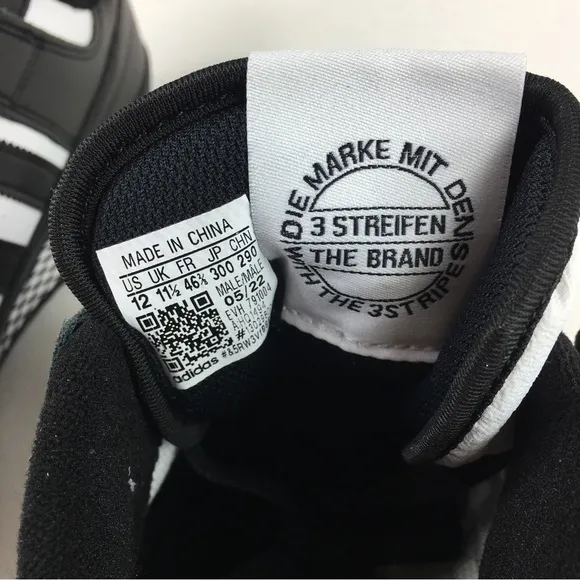 MADE IN CHINA
US UK FR JP CHN
12 11½ 46⅔ 300 290
MALE/MALE
05/22
adidas
DIE MARKE MIT DEN
3 STREIFEN
THE BRAND
WITH THE 3 STRIPES